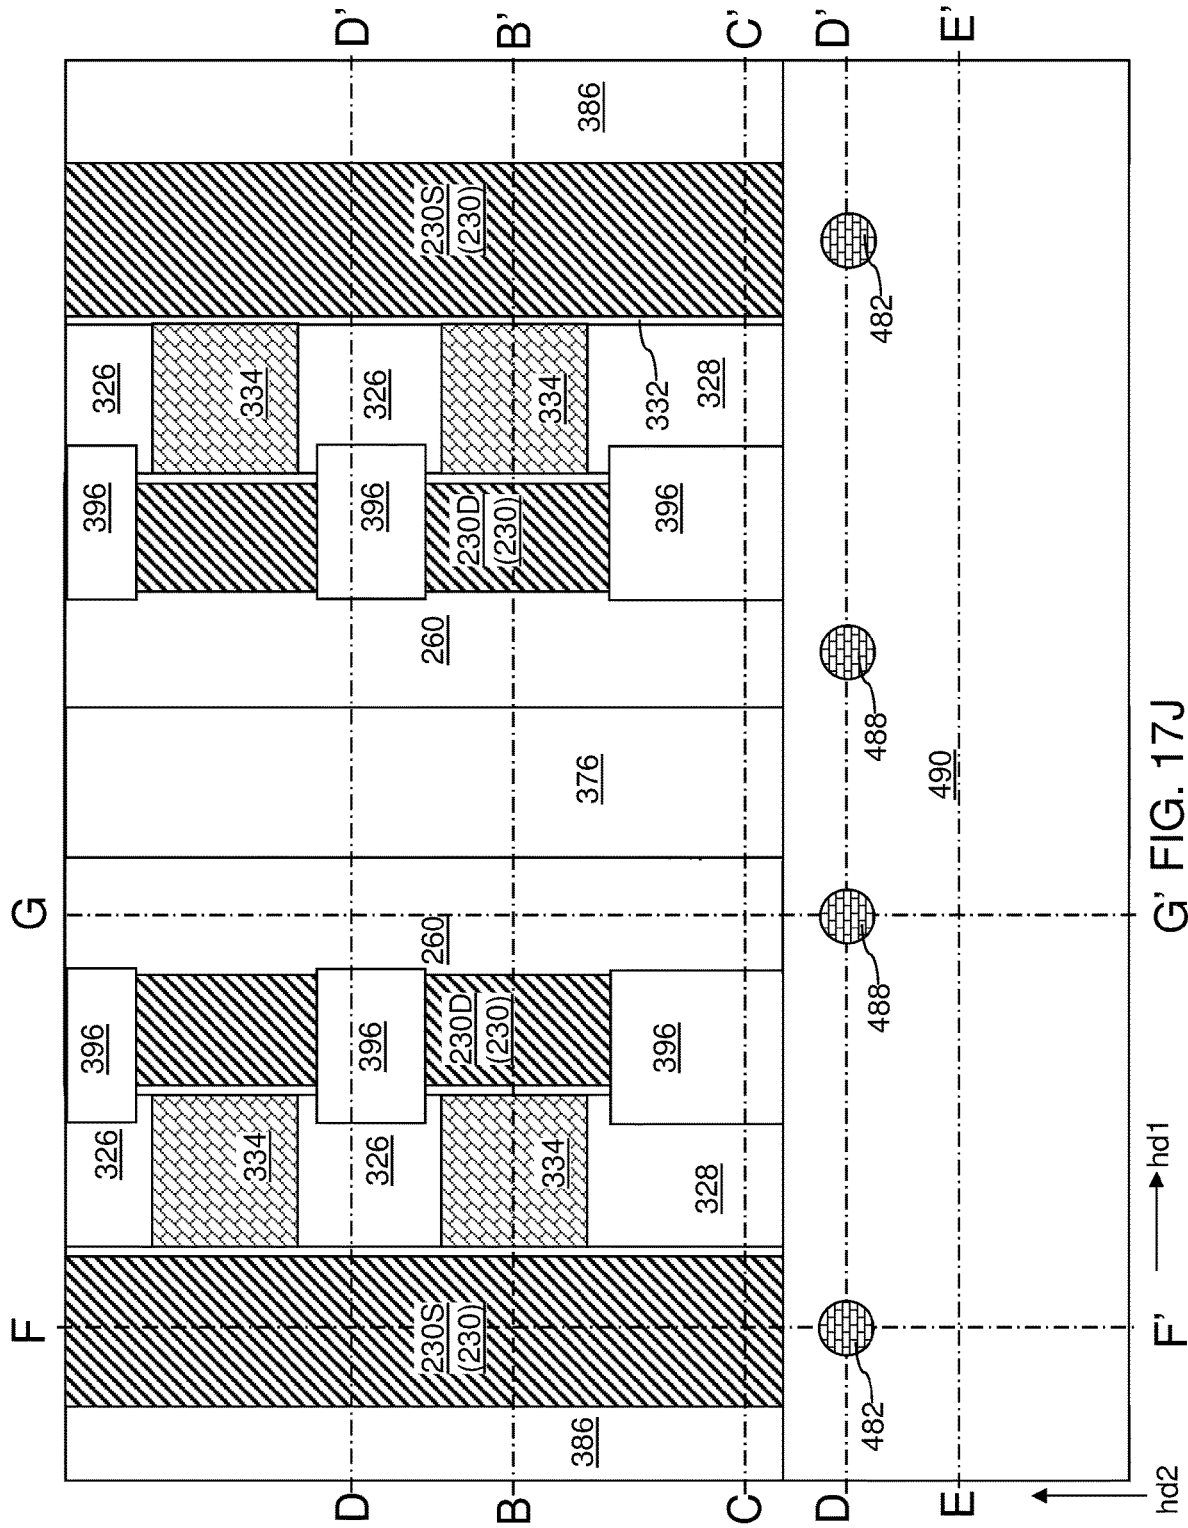 F G
396 396
326 326
334 334
D D'
326 396 396 326
230S
(230)
260
260
230S
(230)
230D
(230)
230D
(230)
B B'
334 334
386 376 386
332
396 396
328 328
C C'
D D'
482 488 488 482
490
E E'
hd2
hd1
F' G' FIG. 17J